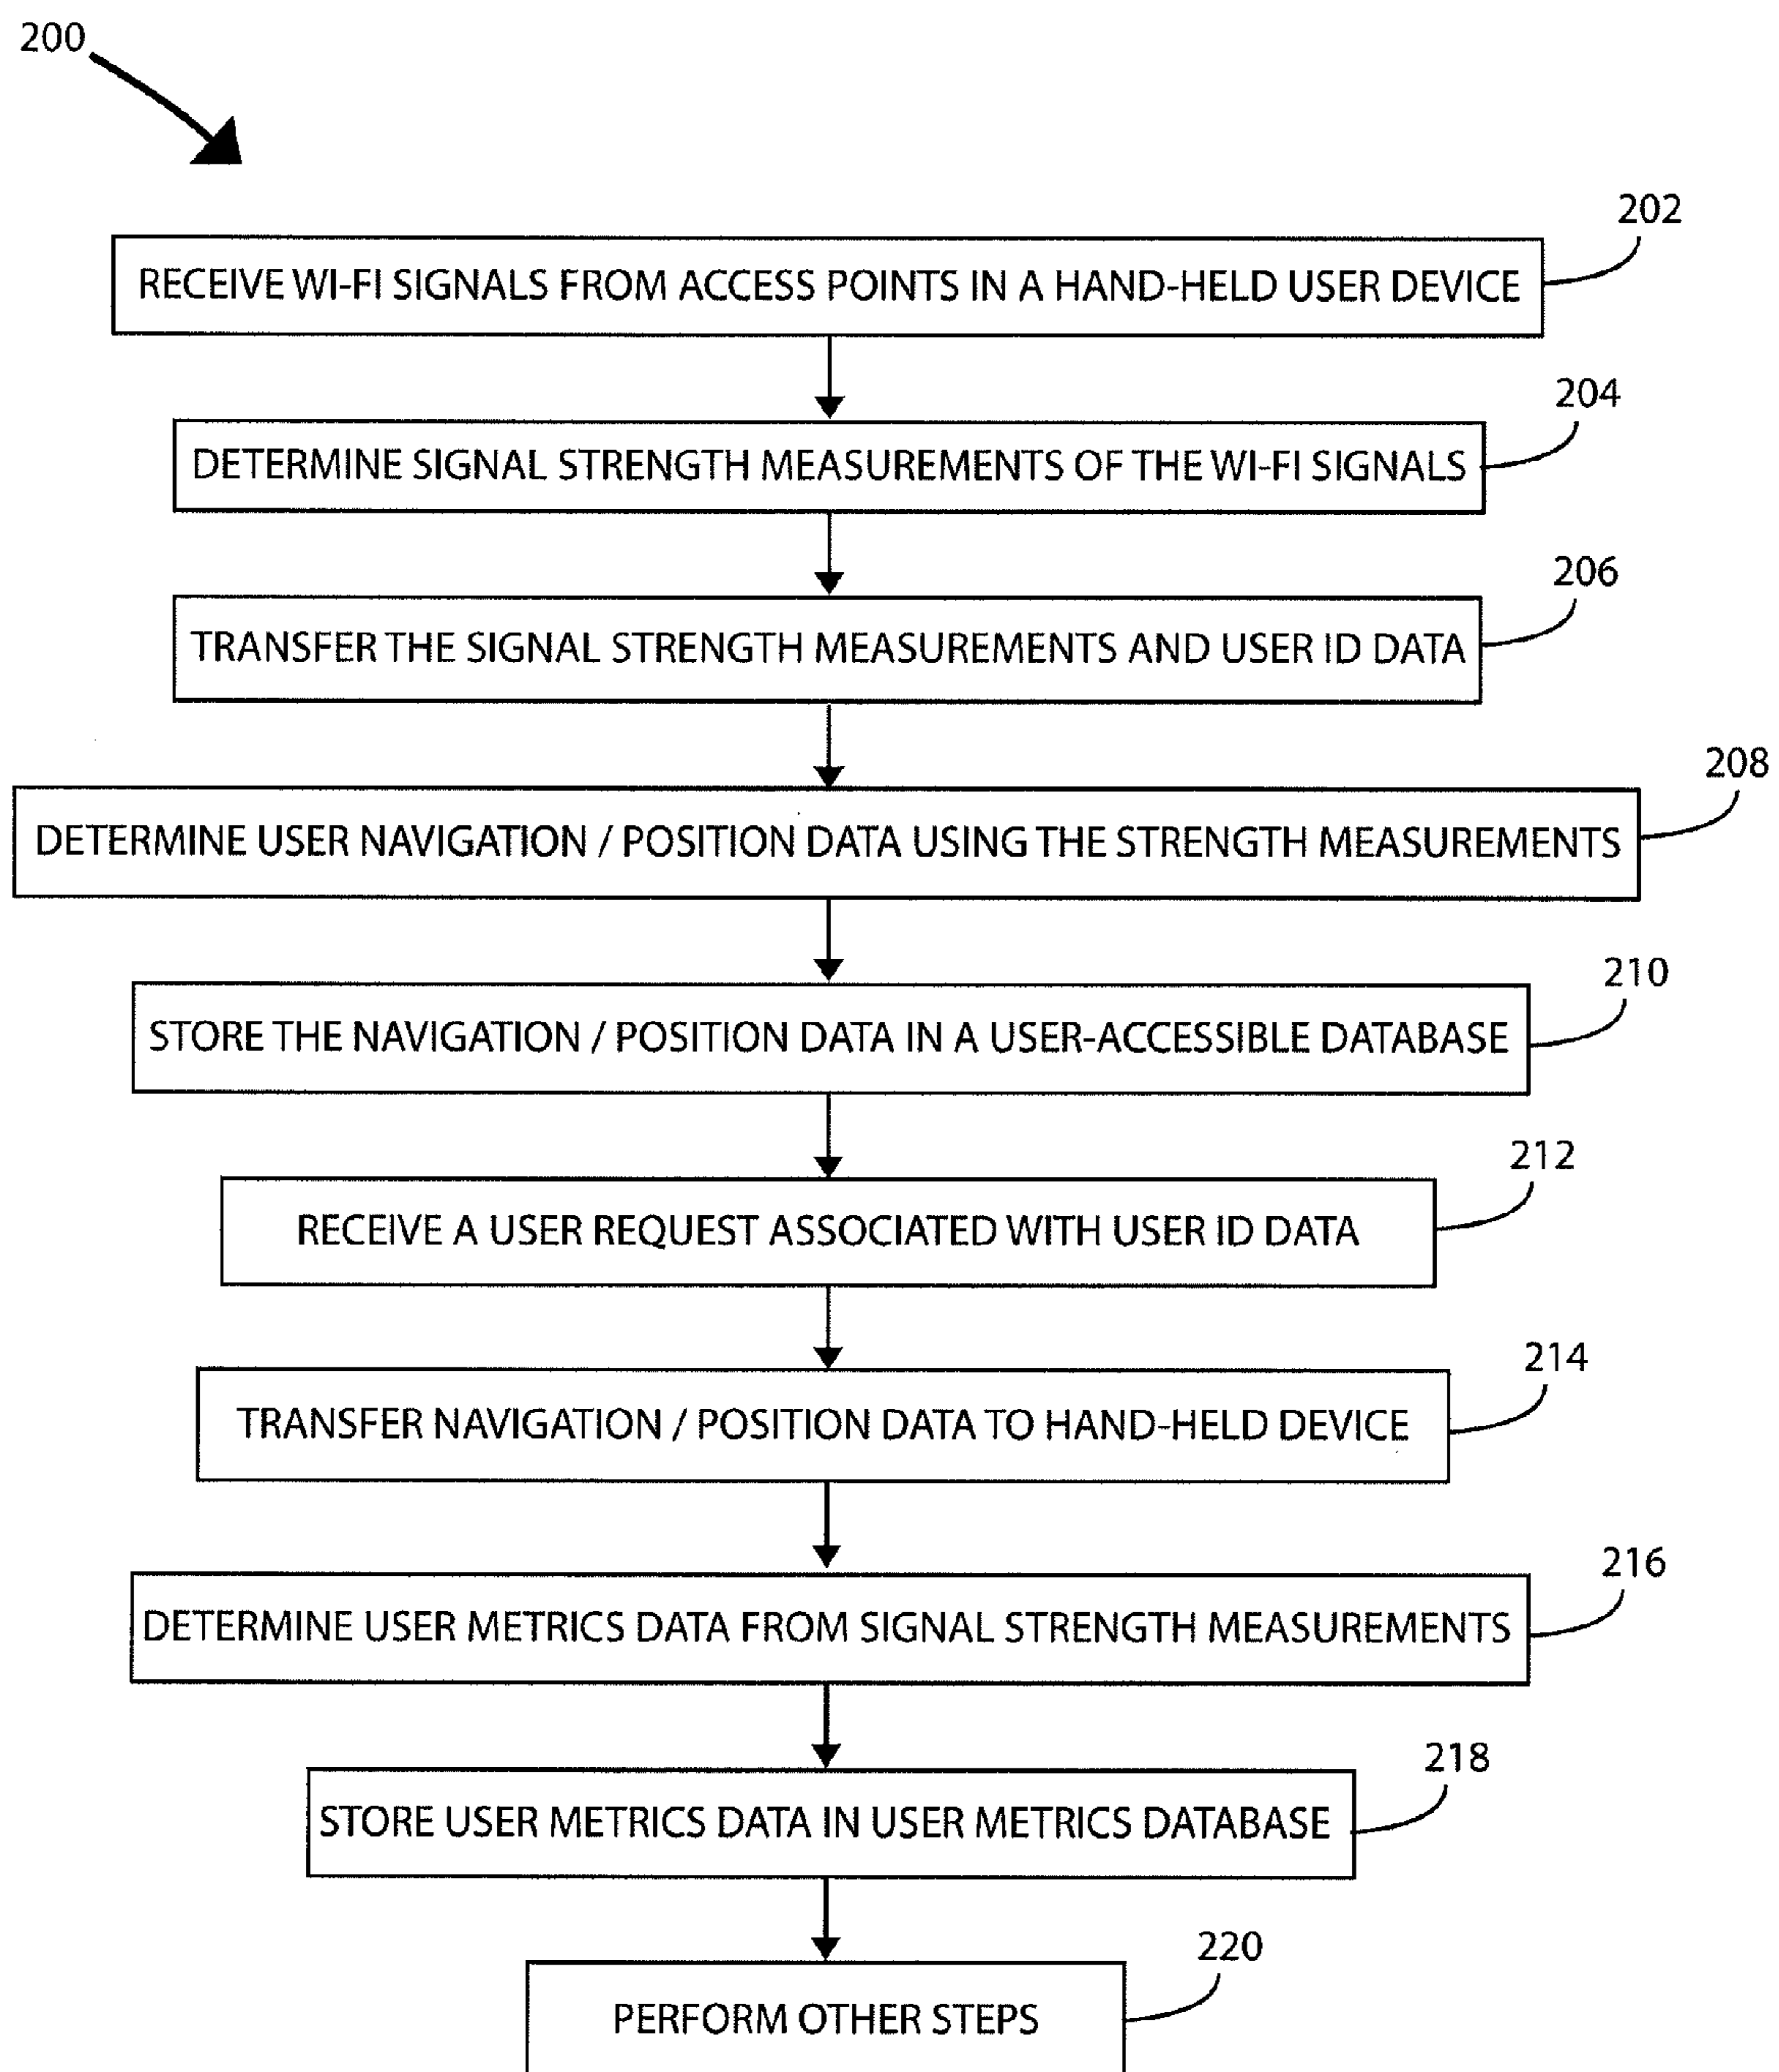 200
202
RECEIVE WI-FI SIGNALS FROM ACCESS POINTS IN A HAND-HELD USER DEVICE
204
DETERMINE SIGNAL STRENGTH MEASUREMENTS OF THE WI-FI SIGNALS
206
TRANSFER THE SIGNAL STRENGTH MEASUREMENTS AND USER ID DATA
208
DETERMINE USER NAVIGATION / POSITION DATA USING THE STRENGTH MEASUREMENTS
210
STORE THE NAVIGATION / POSITION DATA IN A USER-ACCESSIBLE DATABASE
212
RECEIVE A USER REQUEST ASSOCIATED WITH USER ID DATA
214
TRANSFER NAVIGATION / POSITION DATA TO HAND-HELD DEVICE
216
DETERMINE USER METRICS DATA FROM SIGNAL STRENGTH MEASUREMENTS
218
STORE USER METRICS DATA IN USER METRICS DATABASE
220
PERFORM OTHER STEPS